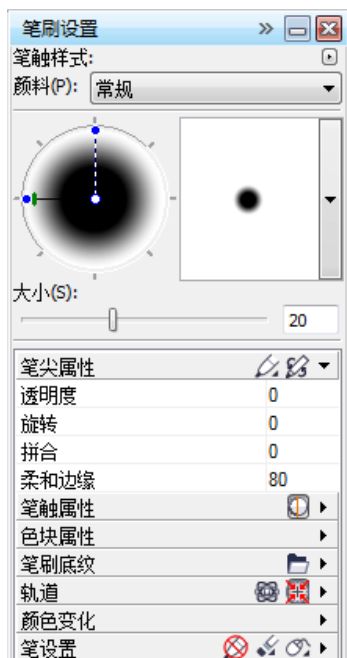 笔刷设置
笔触样式:
颜料(P): 常规
大小(S):
20
笔尖属性
透明度 0
旋转 0
拼合 0
柔和边缘 80
笔触属性
色块属性
笔刷底纹
轨道
颜色变化
笔设置